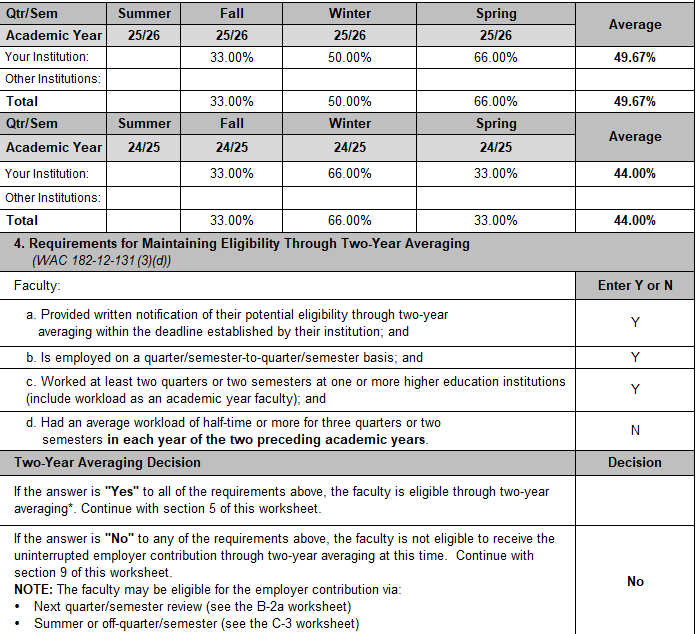 Qtr/Sem Summer Fall Winter Spring Average
Academic Year 25/26 25/26 25/26 25/26
Your Institution: 33.00% 50.00% 66.00% 49.67%
Other Institutions:
Total 33.00% 50.00% 66.00% 49.67%
Qtr/Sem Summer Fall Winter Spring Average
Academic Year 24/25 24/25 24/25 24/25
Your Institution: 33.00% 66.00% 33.00% 44.00%
Other Institutions:
Total 33.00% 66.00% 33.00% 44.00%
4. Requirements for Maintaining Eligibility Through Two-Year Averaging
(WAC 182-12-131(3)(d))
Faculty: Enter Y or N
a. Provided written notification of their potential eligibility through two-year
averaging within the deadline established by their institution; and Y
b. Is employed on a quarter/semester-to-quarter/semester basis; and Y
c. Worked at least two quarters or two semesters at one or more higher education institutions
(include workload as an academic year faculty); and Y
d. Had an average workload of half-time or more for three quarters or two
semesters in each year of the two preceding academic years. N
Two-Year Averaging Decision Decision
If the answer is "Yes" to all of the requirements above, the faculty is eligible through two-year
averaging*. Continue with section 5 of this worksheet.
If the answer is "No" to any of the requirements above, the faculty is not eligible to receive the
uninterrupted employer contribution through two-year averaging at this time. Continue with
section 9 of this worksheet.
NOTE: The faculty may be eligible for the employer contribution via: No
• Next quarter/semester review (see the B-2a worksheet)
• Summer or off-quarter/semester (see the C-3 worksheet)